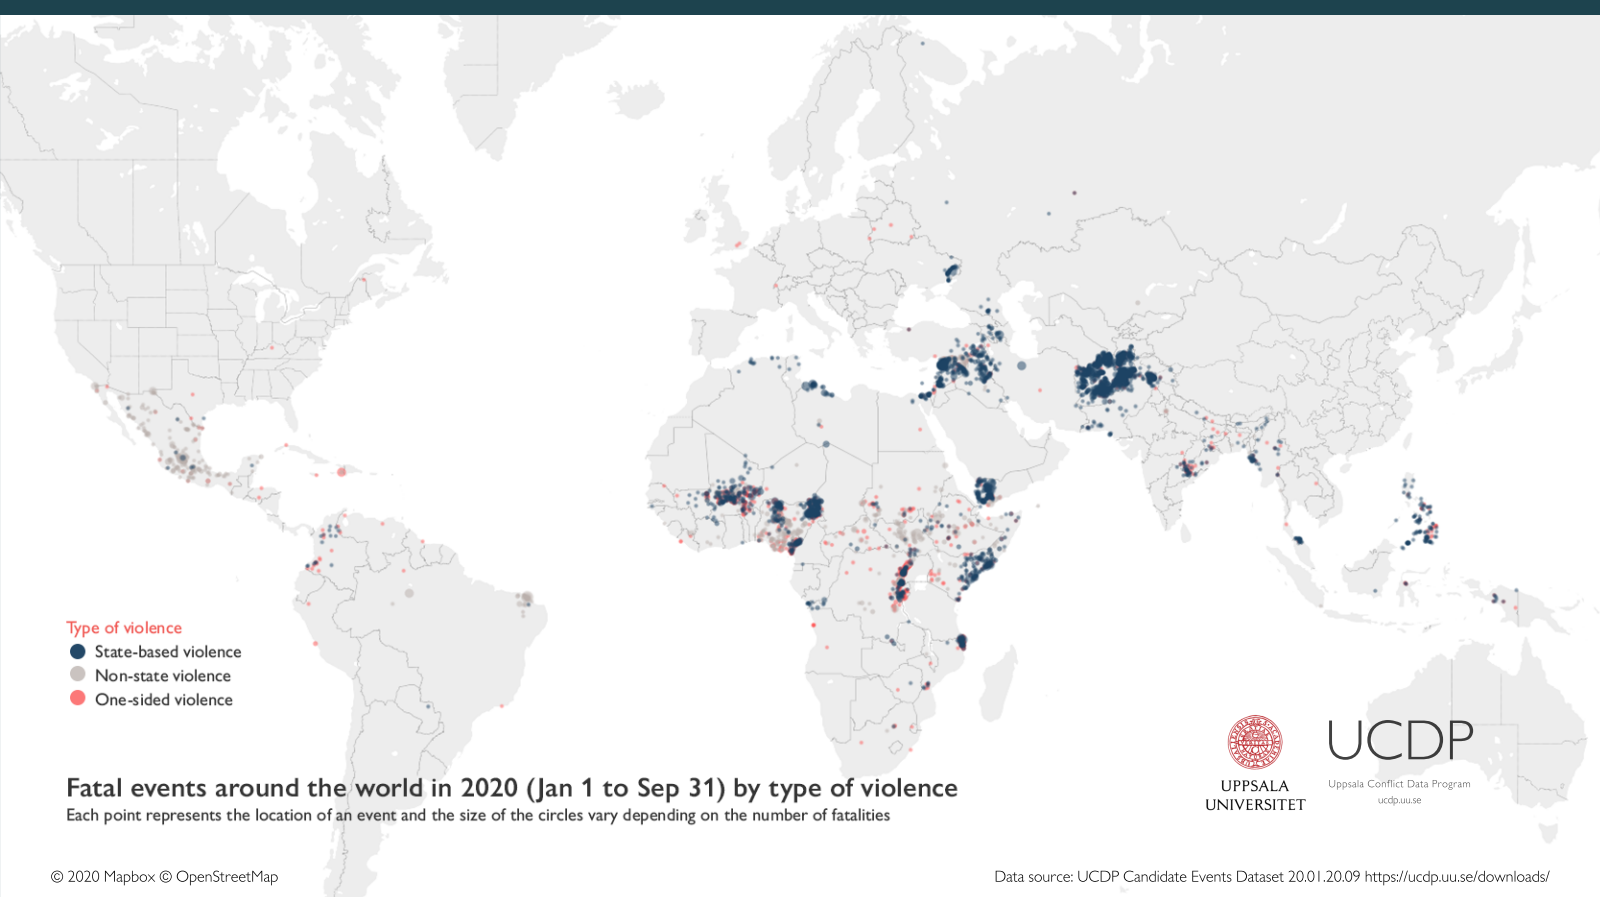 Type of violence
State-based violence
Non-state violence
One-sided violence
Fatal events around the world in 2020 (Jan 1 to Sep 31) by type of violence
Each point represents the location of an event and the size of the circles vary depending on the number of fatalities
UPPSALA
UNIVERSITET
UCDP
Uppsala Conflict Data Program
ucdp.uu.se
© 2020 Mapbox © OpenStreetMap
Data source: UCDP Candidate Events Dataset 20.01.20.09 https://ucdp.uu.se/downloads/